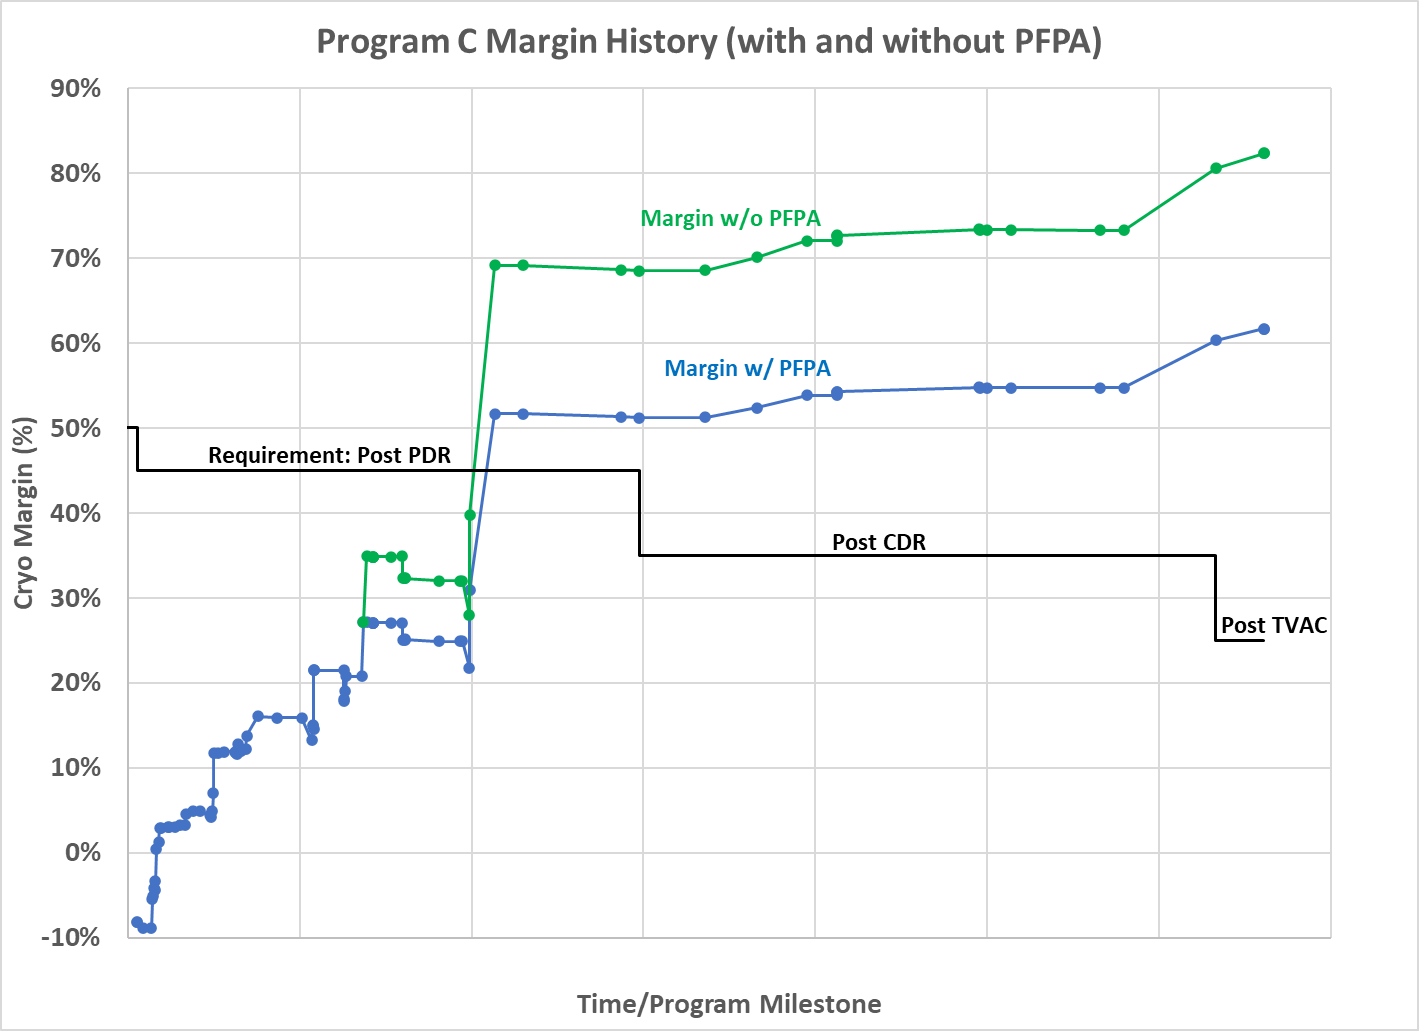 Program C Margin History (with and without PFPA)
90%
80%
70%
60%
50%
40%
30%
20%
10%
0%
-10%
Cryo Margin (%)
Margin w/o PFPA
Margin w/ PFPA
Requirement: Post PDR
Post CDR
Post TVAC
Time/Program Milestone